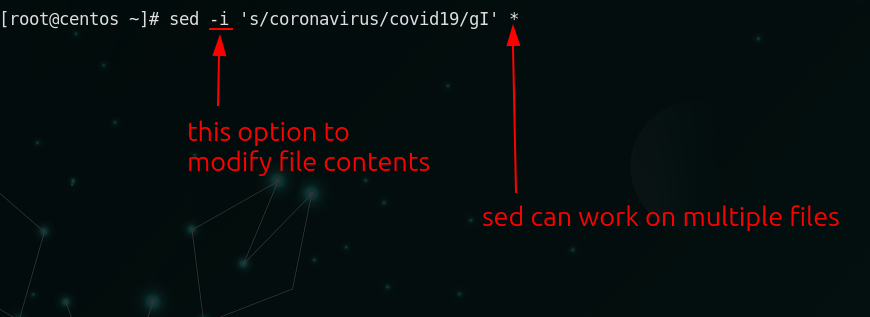 [root@centos ~]# sed -i 's/coronavirus/covid19/gI' *
this option to
modify file contents
sed can work on multiple files